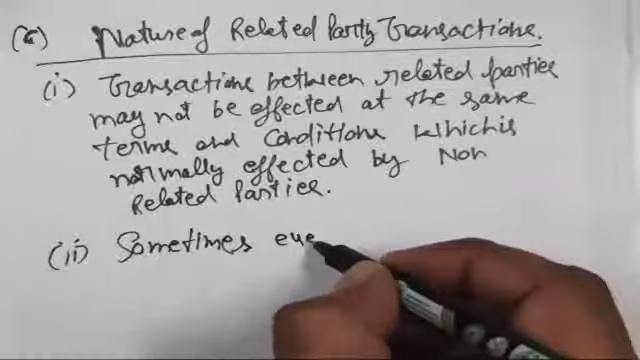 (c) Nature of Related Party Transactions.
(i) Transactions between related parties
may not be effected at the same
terms and Conditions which is
normally effected by Non
Related Parties.
(ii) Sometimes eve